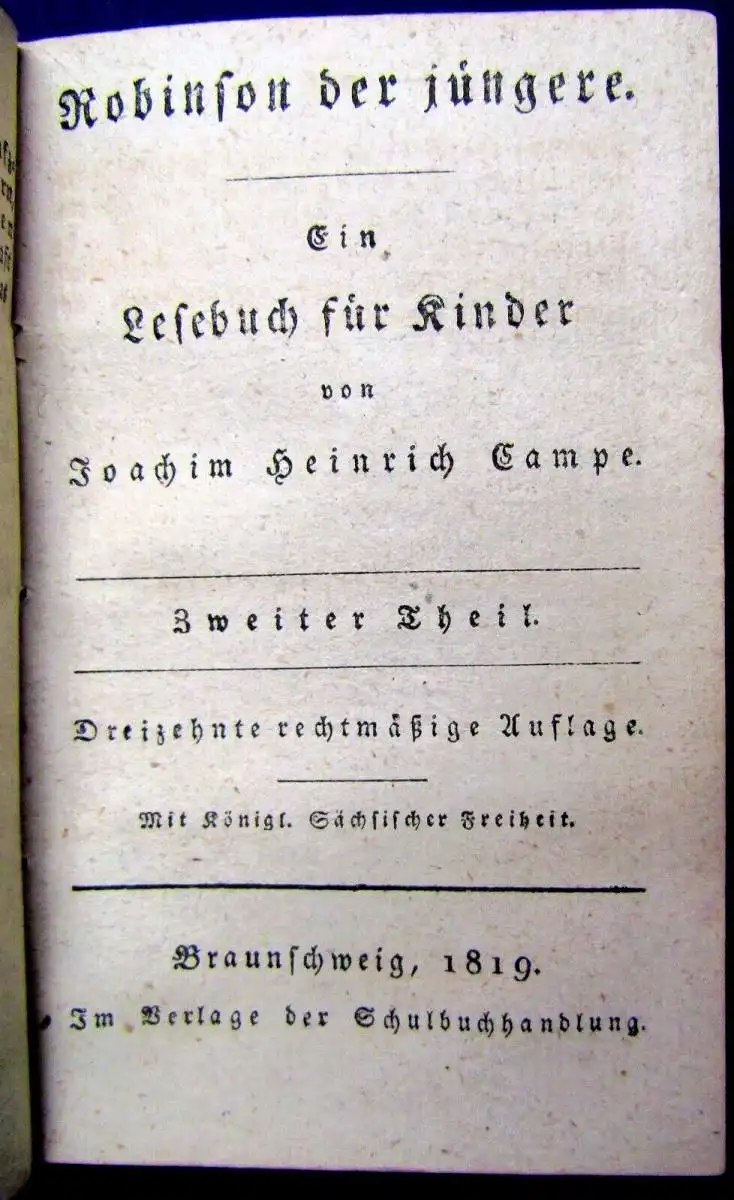 Robinſon der jüngere.
Ein
Leſebuch für Kinder
von
Joachim Heinrich Campe.
Zweiter Theil.
Dreizehnte rechtmäßige Auflage.
Mit Königl. Sächſiſcher Freiheit.
Braunſchweig, 1819.
Im Verlage der Schulbuchhandlung.